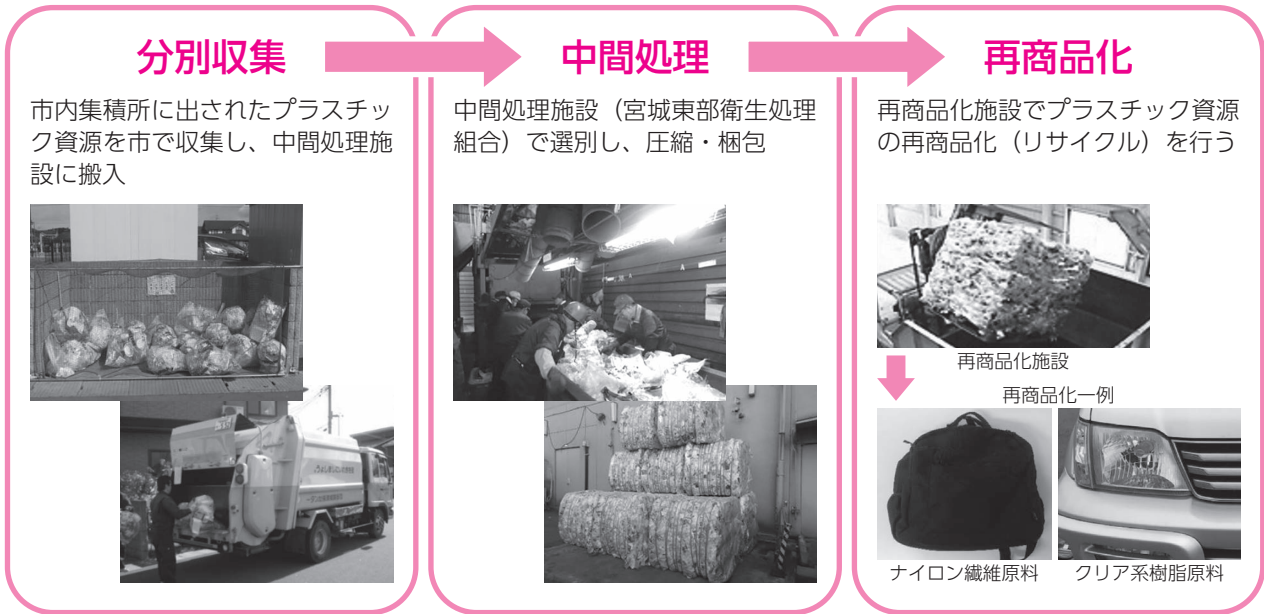 分別収集
市内集積所に出されたプラスチッ
ク資源を市で収集し、中間処理施
設に搬入
中間処理
中間処理施設（宮城東部衛生処理
組合）で選別し、圧縮・梱包
再商品化
再商品化施設でプラスチック資源
の再商品化（リサイクル）を行う
再商品化施設
再商品化一例
ナイロン繊維原料
クリア系樹脂原料